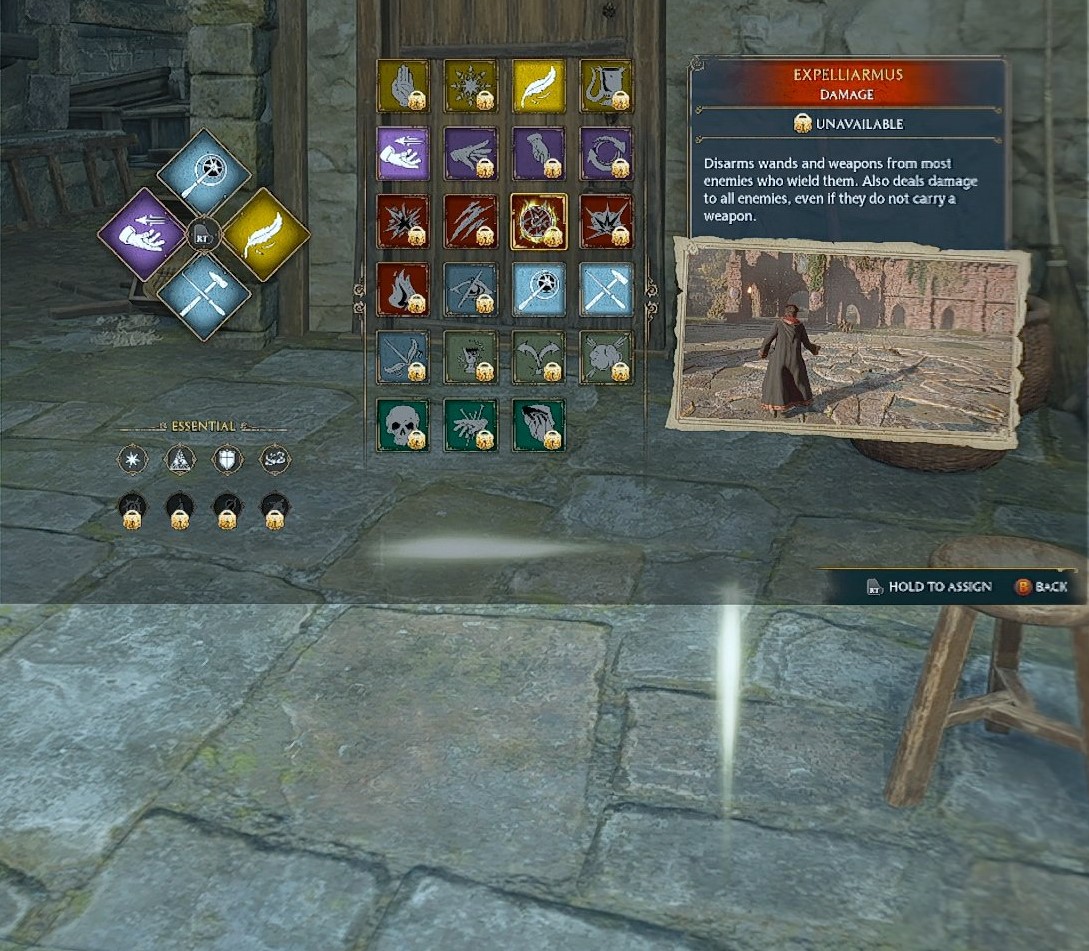 EXPELLIARMUS
DAMAGE
UNAVAILABLE
Disarms wands and weapons from most
enemies who wield them. Also deals damage
to all enemies, even if they do not carry a
weapon.
RT
ESSENTIAL
RT HOLD TO ASSIGN B BACK